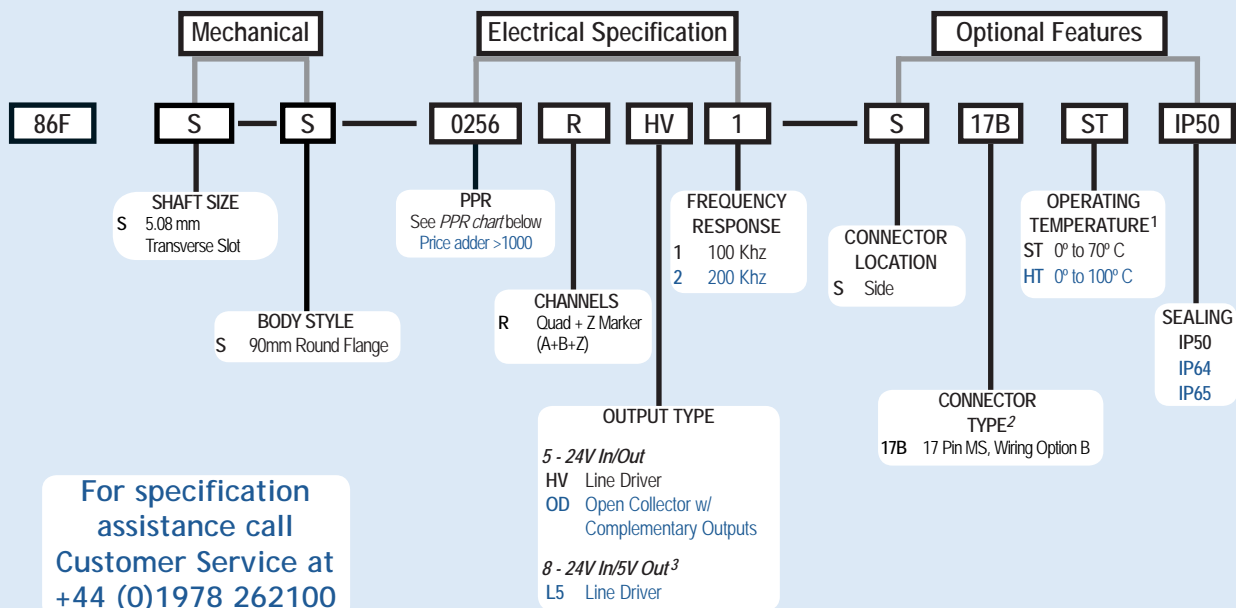 Mechanical
Electrical Specification
Optional Features
86F
S
S
0256
R
HV
1
S
17B
ST
IP50
SHAFT SIZE
S 5.08 mm
Transverse Slot
BODY STYLE
S 90mm Round Flange
PPR
See PPR chart below
Price adder >1000
CHANNELS
R Quad + Z Marker
(A+B+Z)
OUTPUT TYPE
5 - 24V In/Out
HV Line Driver
OD Open Collector w/
Complementary Outputs
8 - 24V In/5V Out3
L5 Line Driver
FREQUENCY
RESPONSE
1 100 Khz
2 200 Khz
CONNECTOR
LOCATION
S Side
CONNECTOR
TYPE2
17B 17 Pin MS, Wiring Option B
OPERATING
TEMPERATURE1
ST 0º to 70º C
HT 0º to 100º C
SEALING
IP50
IP64
IP65
For specification
assistance call
Customer Service at
+44 (0)1978 262100